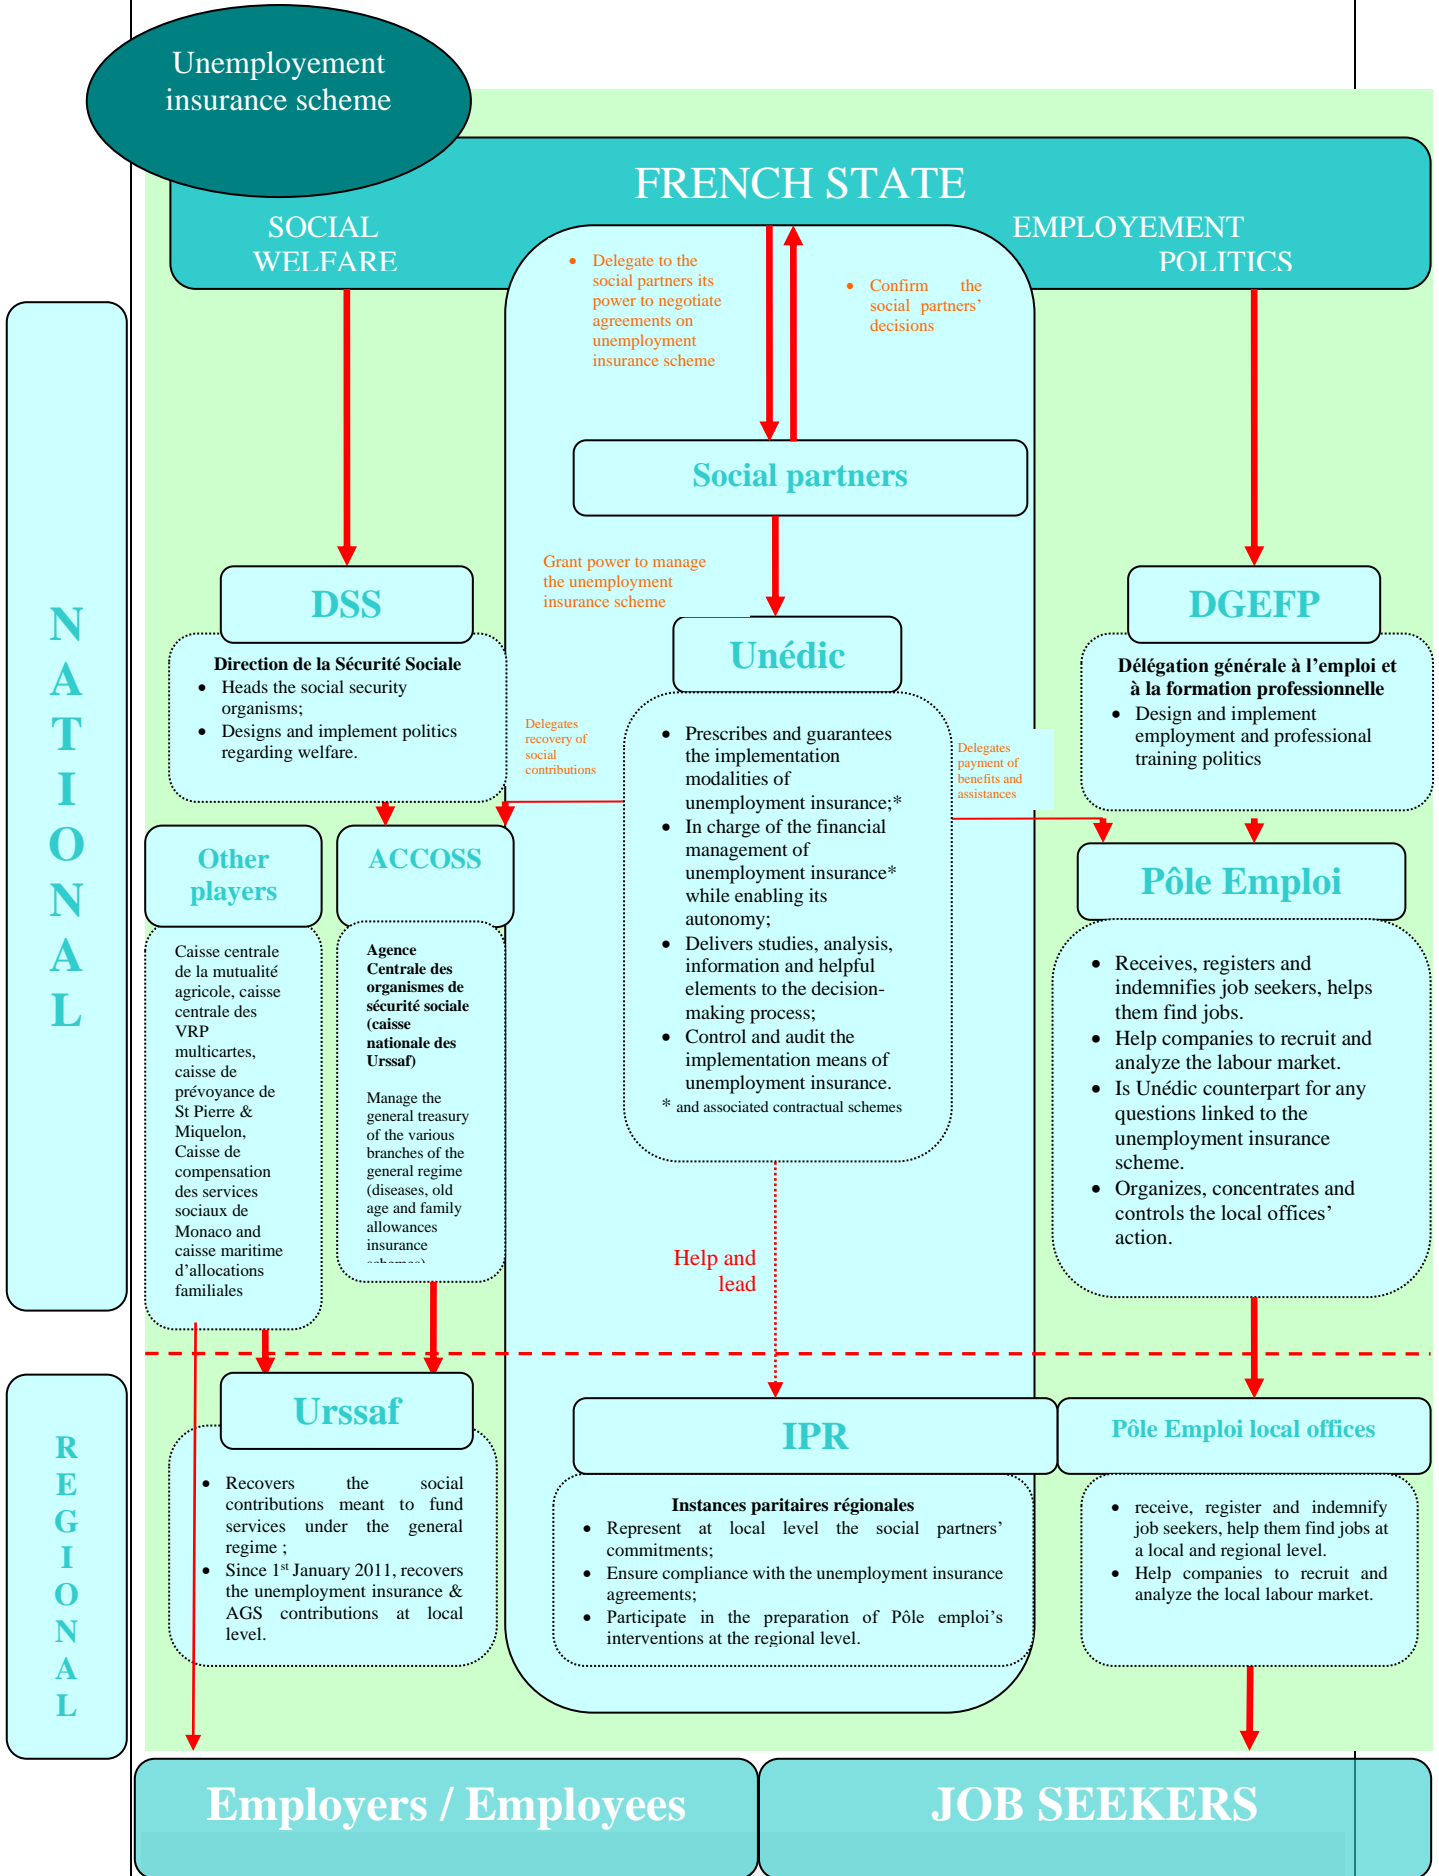 Unemployement
insurance scheme
FRENCH STATE
SOCIAL
WELFARE
EMPLOYEMENT
POLITICS
• Delegate to the
social partners its
power to negotiate
agreements on
unemployment
insurance scheme
• Confirm the
social partners'
decisions
Social partners
Grant power to manage
the unemployment
insurance scheme
NATIONAL
DSS
Direction de la Sécurité Sociale
• Heads the social security
organisms;
• Designs and implement politics
regarding welfare.
Unédic
• Prescribes and guarantees
the implementation
modalities of
unemployment insurance;*
• In charge of the financial
management of
unemployment insurance*
while enabling its
autonomy;
• Delivers studies, analysis,
information and helpful
elements to the decision-
making process;
• Control and audit the
implementation means of
unemployment insurance.
* and associated contractual schemes
DGEFP
Délégation générale à l’emploi et
à la formation professionnelle
• Design and implement
employment and professional
training politics
Delegates
recovery of
social
contributions
Delegates
payment of
benefits and
assistances
Other
players
Caisse centrale
de la mutualité
agricole, caisse
centrale des
VRP
multicartes,
caisse de
prévoyance de
St Pierre &
Miquelon,
Caisse de
compensation
des services
sociaux de
Monaco and
caisse maritime
d’allocations
familiales
ACCOSS
Agence
Centrale des
organismes de
sécurité sociale
(caisse
nationale des
Urssaf)
Manage the
general treasury
of the various
branches of the
general regime
(diseases, old
age and family
allowances
insurance
schemes)
Pôle Emploi
• Receives, registers and
indemnifies job seekers, helps
them find jobs.
• Help companies to recruit and
analyze the labour market.
• Is Unédic counterpart for any
questions linked to the
unemployment insurance
scheme.
• Organizes, concentrates and
controls the local offices’
action.
Help and
lead
REGIONAL
Urssaf
• Recovers the social
contributions meant to fund
services under the general
regime ;
• Since 1st January 2011, recovers
the unemployment insurance &
AGS contributions at local
level.
IPR
Instances paritaires régionales
• Represent at local level the social partners’
commitments;
• Ensure compliance with the unemployment insurance
agreements;
• Participate in the preparation of Pôle emploi’s
interventions at the regional level.
Pôle Emploi local offices
• receive, register and indemnify
job seekers, help them find jobs at
a local and regional level.
• Help companies to recruit and
analyze the local labour market.
Employers / Employees
JOB SEEKERS